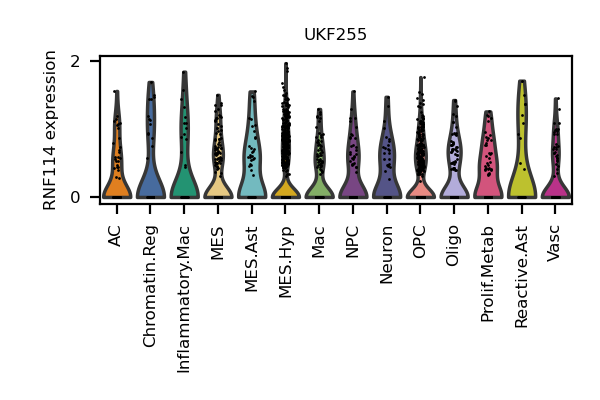 UKF255
RNF114 expression
2
0
AC
Chromatin.Reg
Inflammatory.Mac
MES
MES.Ast
MES.Hyp
Mac
NPC
Neuron
OPC
Oligo
Prolif.Metab
Reactive.Ast
Vasc